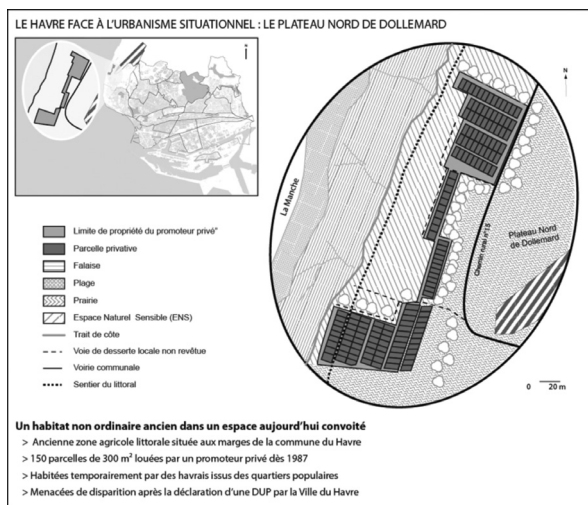 LE HAVRE FACE À L'URBANISME SITUATIONNEL : LE PLATEAU NORD DE DOLLEMARD
N
La Manche
Chemin rural n°15
Plateau Nord
de Dollemard
Limite de propriété du promoteur privé"
Parcelle privative
Falaise
Plage
Prairie
Espace Naturel Sensible (ENS)
Trait de côte
Voie de desserte locale non revêtue
Voirie communale
Sentier du littoral
0 20 m
Un habitat non ordinaire ancien dans un espace aujourd'hui convoité
> Ancienne zone agricole littorale située aux marges de la commune du Havre
> 150 parcelles de 300 m² louées par un promoteur privé dès 1987
> Habitées temporairement par des havrais issus des quartiers populaires
> Menacées de disparition après la déclaration d'une DUP par la Ville du Havre